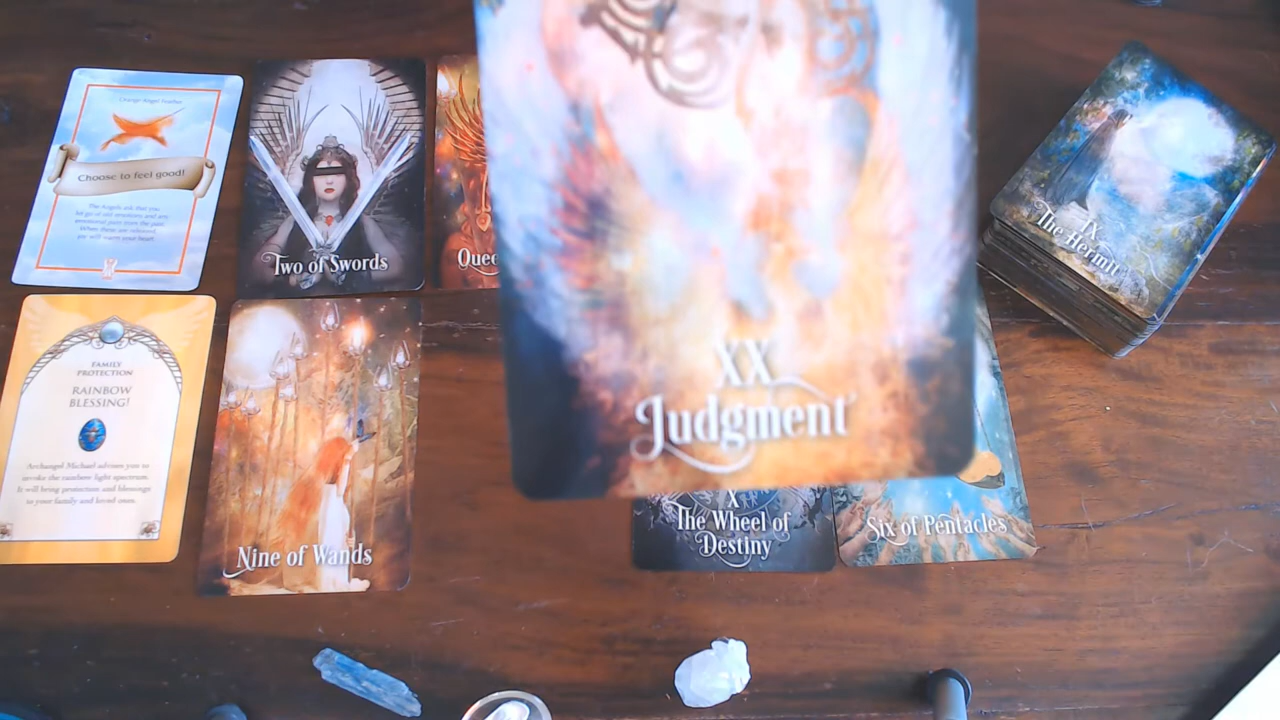 Orange Angel Feather
Choose to feel good!
The Angels ask that you
let go of old emotions and any
emotional pain from the past.
When these are released,
you will warm your heart.
Two of Swords
Quee
XX
Judgment
IX
The Hermit
FAMILY
PROTECTION
RAINBOW
BLESSING!
Archangel Michael advises you to
invoke the rainbow light spectrum.
It will bring protection and blessings
to your family and loved ones.
Nine of Wands
X
The Wheel of
Destiny
Six of Pentacles